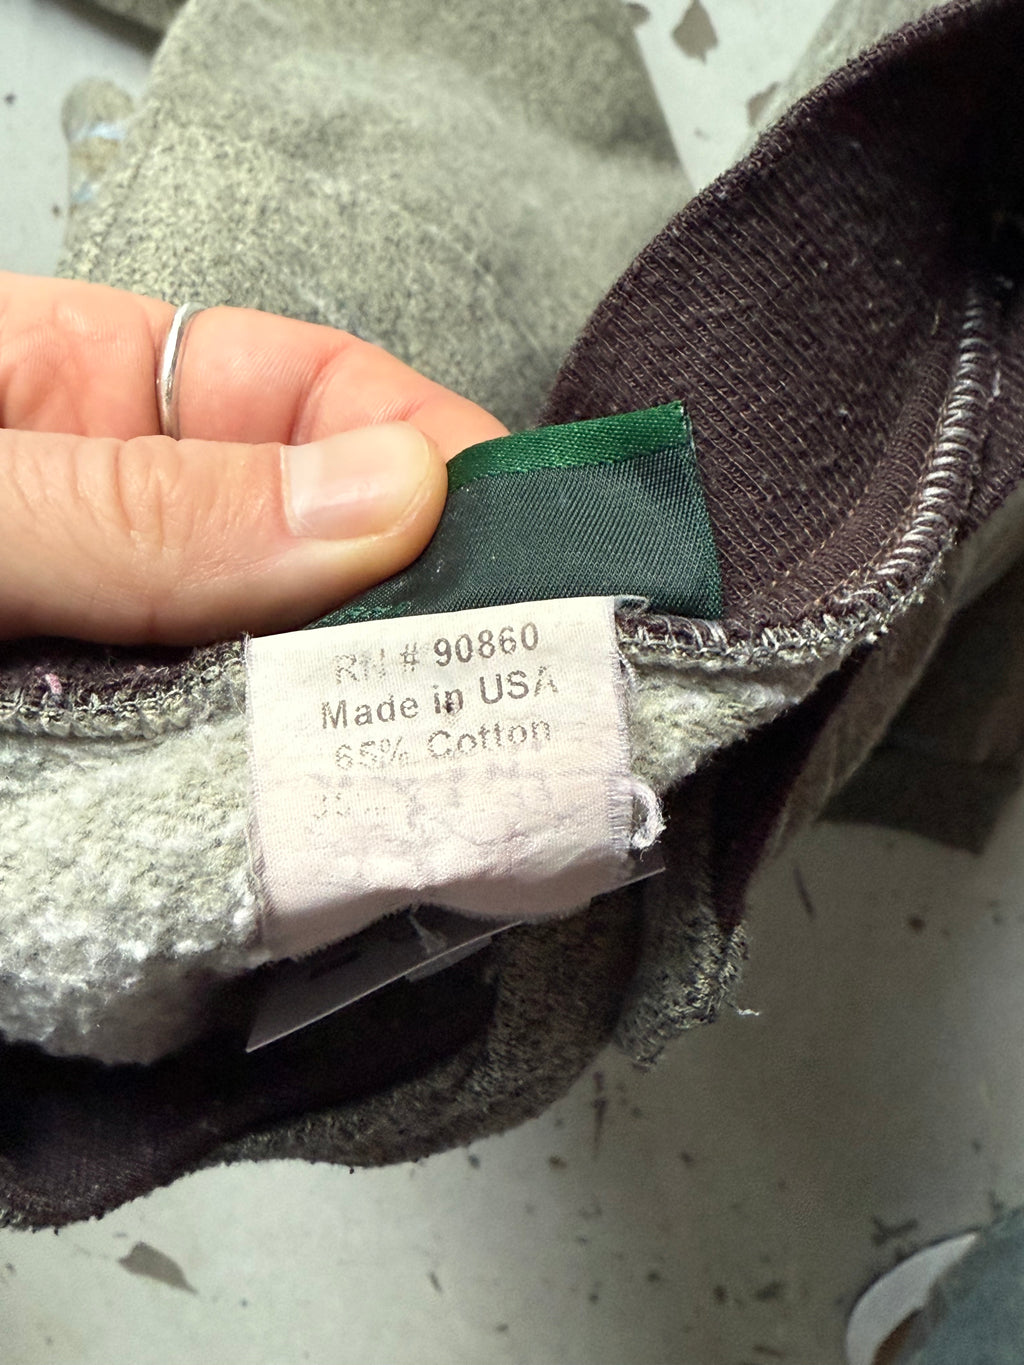 RN # 90860
Made in USA
65% Cotton